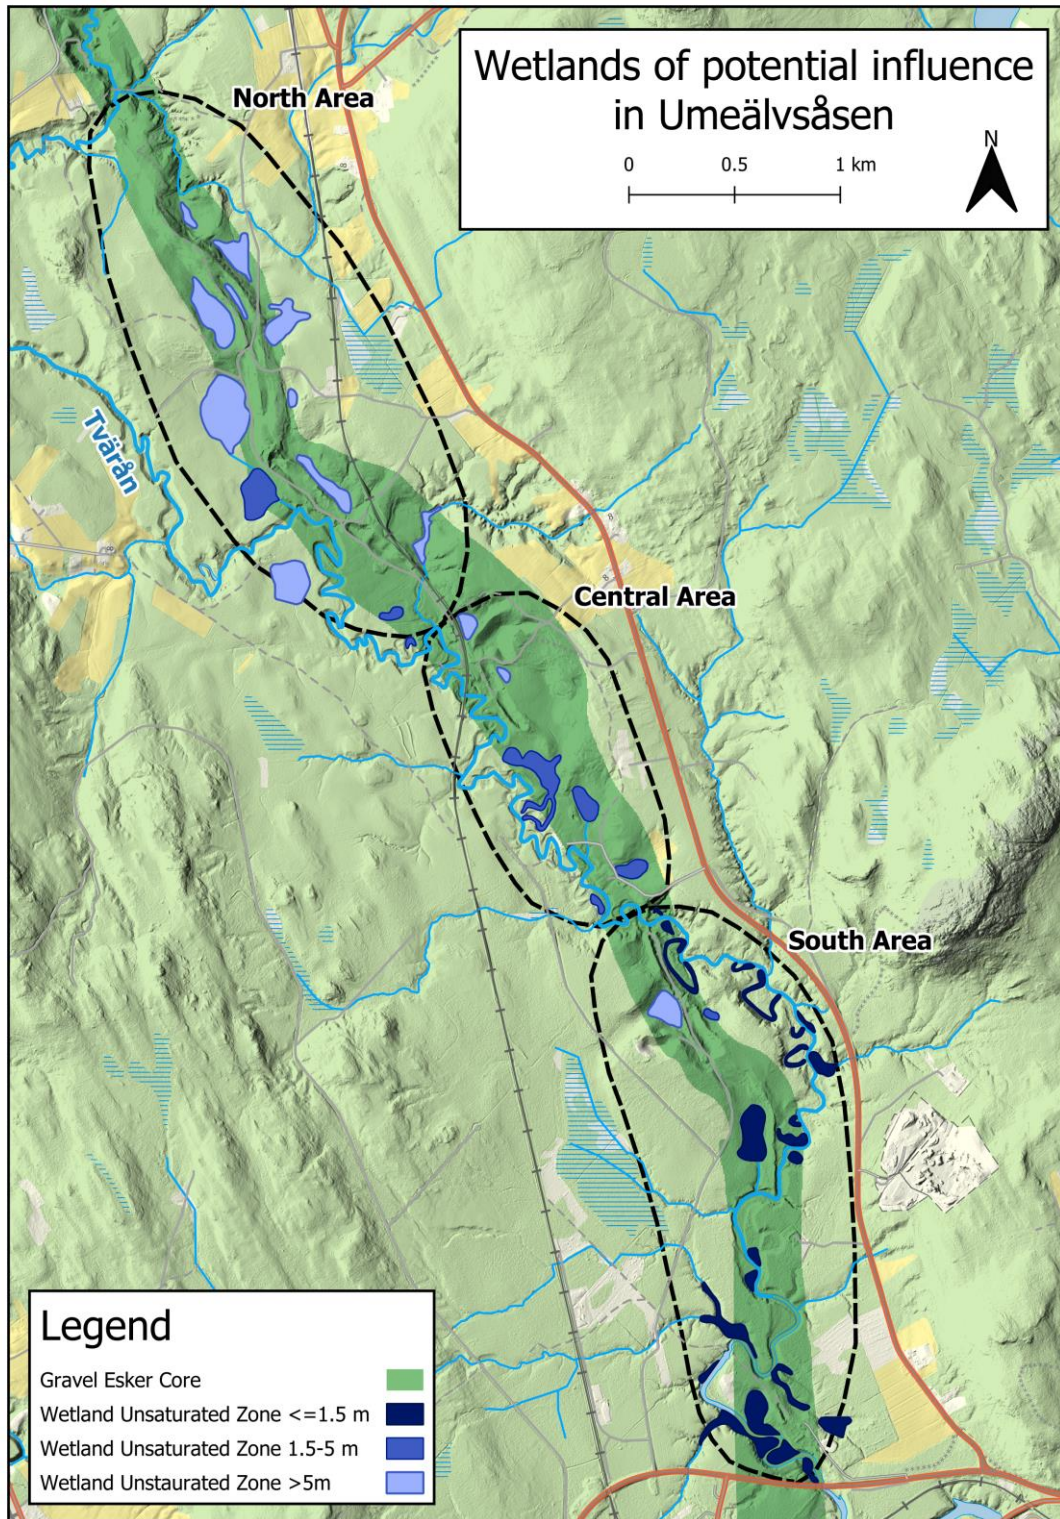 Wetlands of potential influence
in Umeälvsåsen
0 0.5 1 km
N
North Area
Tvärån
Central Area
South Area
Legend
Gravel Esker Core
Wetland Unsaturated Zone <=1.5 m
Wetland Unsaturated Zone 1.5-5 m
Wetland Unstaurated Zone >5m